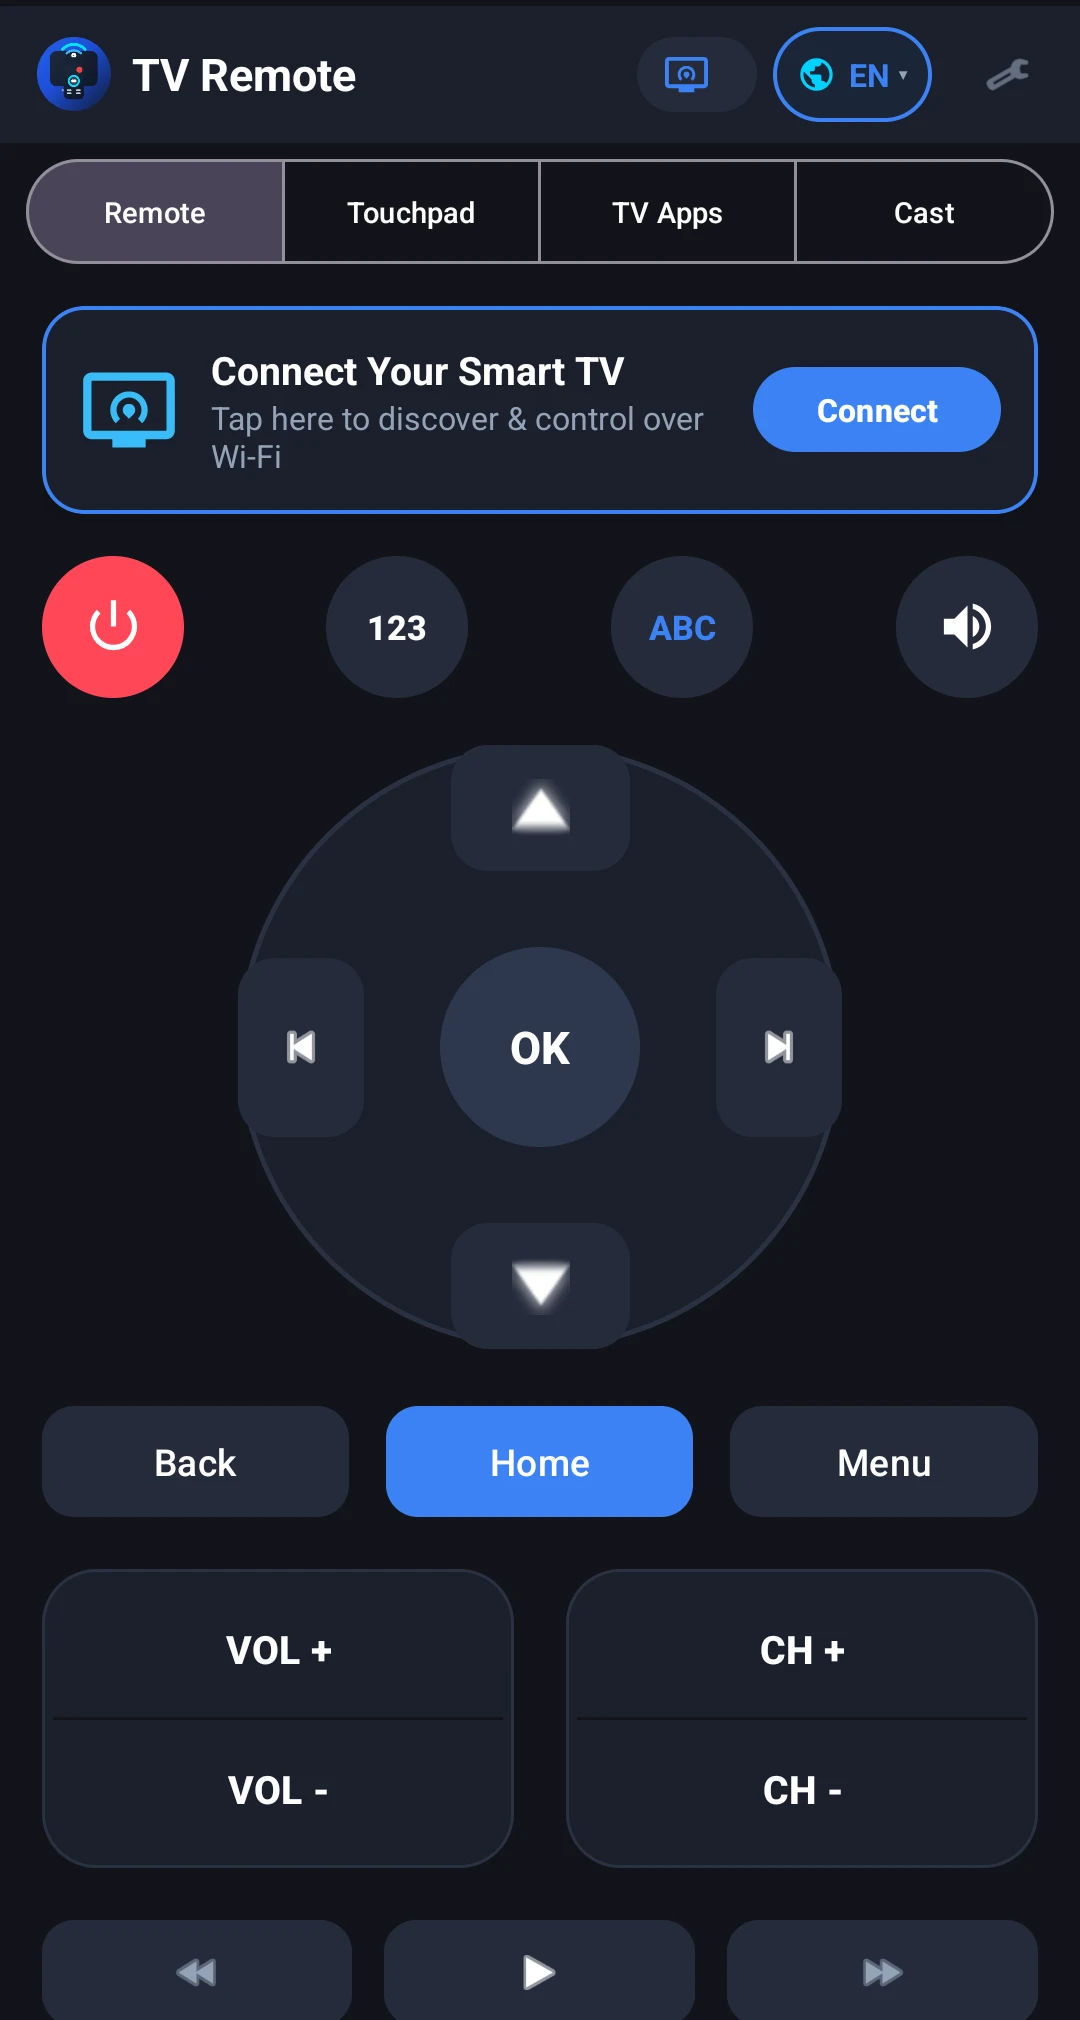 TV Remote
EN
Remote
Touchpad
TV Apps
Cast
Connect Your Smart TV
Tap here to discover & control over
Wi-Fi
Connect
123
ABC
OK
Back
Home
Menu
VOL +
CH +
VOL -
CH -